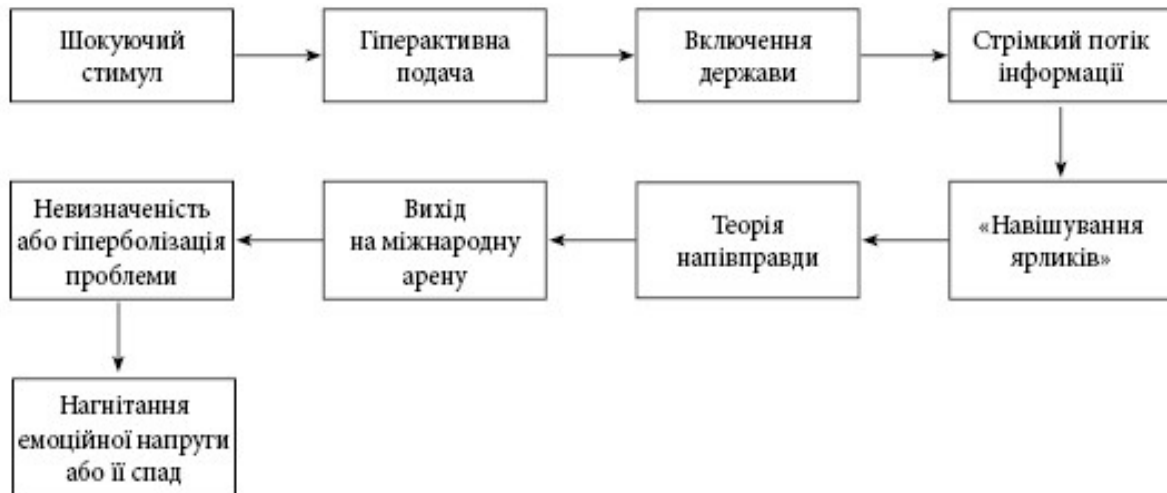 Шокуючий
стимул
Гіперактивна
подача
Включення
держави
Стрімкий потік
інформації
«Навішування
ярликів»
Теорія
напівправди
Вихід
на міжнародну
арену
Невизначеність
або гіперболізація
проблеми
Нагнітання
емоційної напруги
або її спад